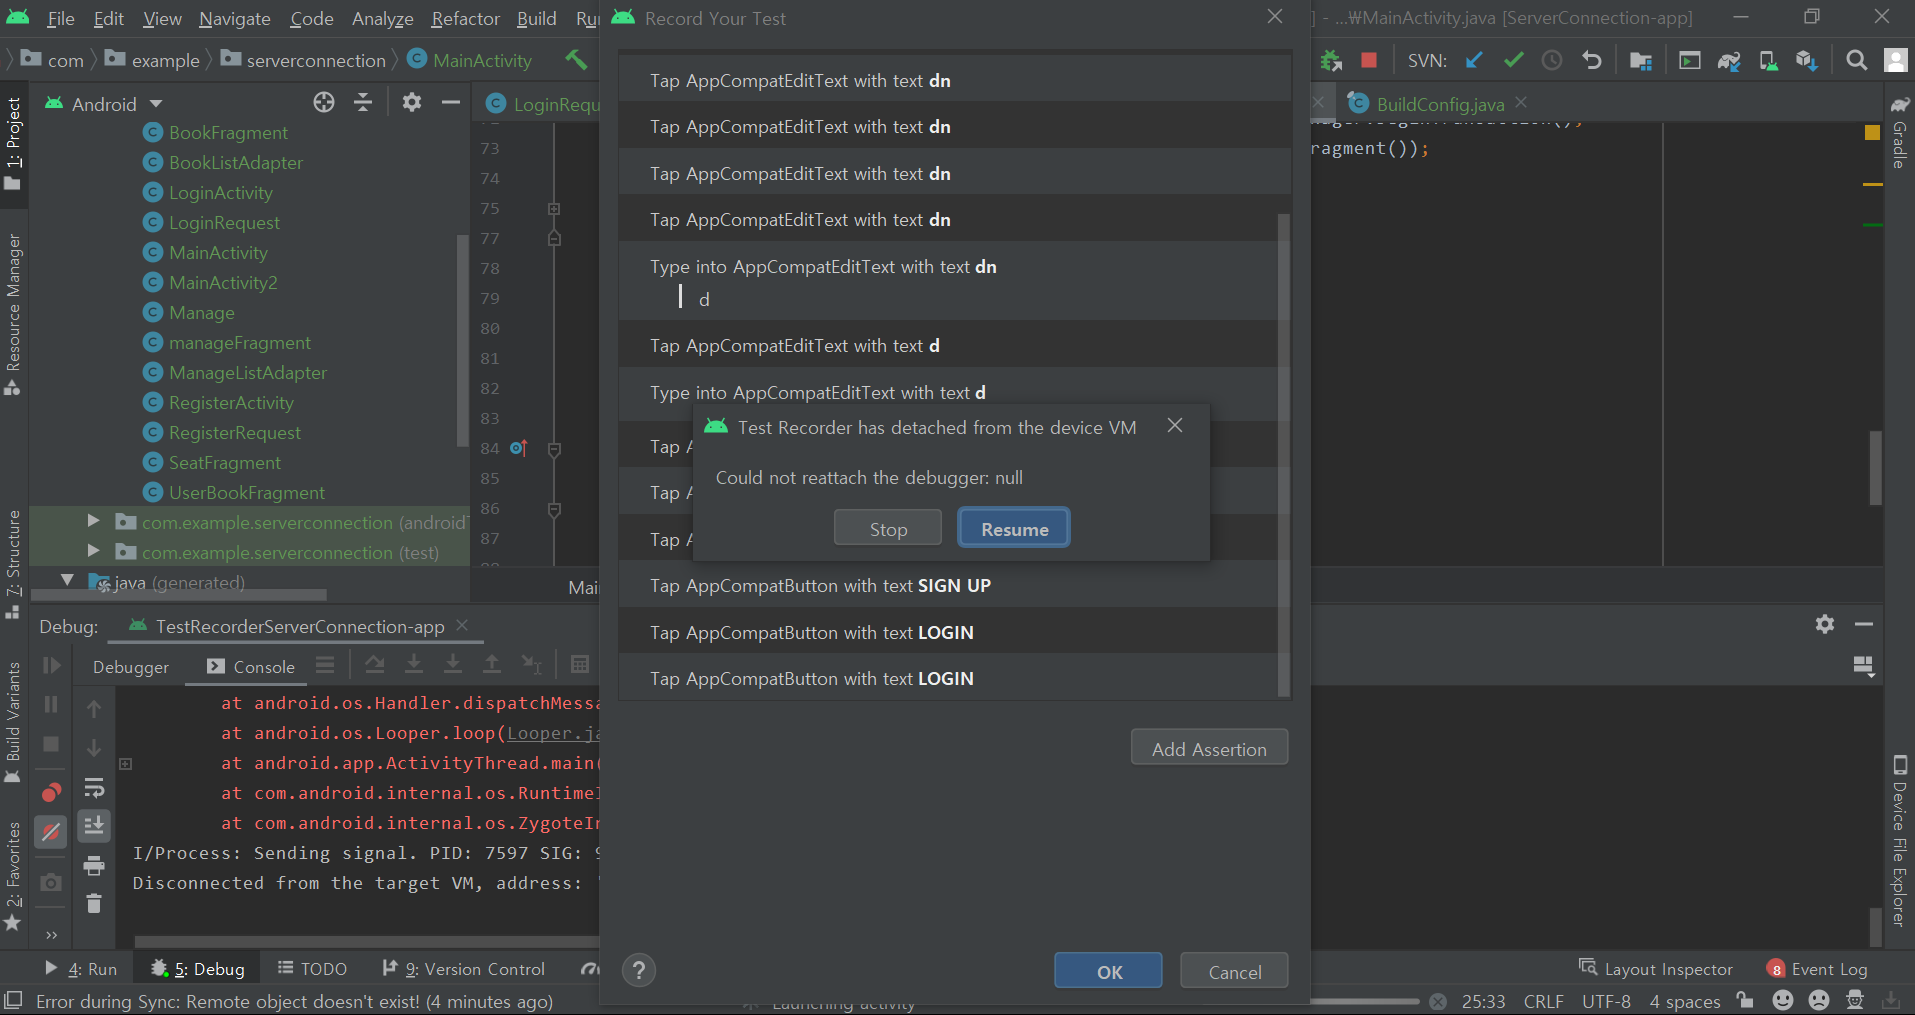 File Edit View Navigate Code Analyze Refactor Build
Record Your Test
...\MainActivity.java [ServerConnection-app]
com example serverconnection MainActivity
SVN:
Android
BuildConfig.java
1: Project
Resource Manager
7: Structure
Build Variants
2: Favorites
BookFragment
BookListAdapter
LoginActivity
LoginRequest
MainActivity
MainActivity2
Manage
manageFragment
ManageListAdapter
RegisterActivity
RegisterRequest
SeatFragment
UserBookFragment
com.example.serverconnection
com.example.serverconnection (test)
java (generated)
73
74
75
77
78
79
80
81
82
83
84
85
86
87
ragment());
Tap AppCompatEditText with text dn
Tap AppCompatEditText with text dn
Tap AppCompatEditText with text dn
Tap AppCompatEditText with text dn
Type into AppCompatEditText with text dn
d
Tap AppCompatEditText with text d
Type into AppCompatEditText with text d
Tap
Tap
Tap
Test Recorder has detached from the device VM
Could not reattach the debugger: null
Stop
Resume
Tap AppCompatButton with text SIGN UP
Tap AppCompatButton with text LOGIN
Tap AppCompatButton with text LOGIN
Add Assertion
OK
Cancel
Gradle
Device File Explorer
Debug: TestRecorderServerConnection-app
Debugger Console
at android.os.Handler.dispatchMessa
at android.os.Looper.loop(Looper.ja
at android.app.ActivityThread.main(
at com.android.internal.os.RuntimeI
at com.android.internal.os.ZygoteIn
I/Process: Sending signal. PID: 7597 SIG: 9
Disconnected from the target VM, address: '
4: Run 5: Debug TODO 9: Version Control
Layout Inspector 8 Event Log
Error during Sync: Remote object doesn't exist! (4 minutes ago)
Launching activity
25:33 CRLF UTF-8 4 spaces